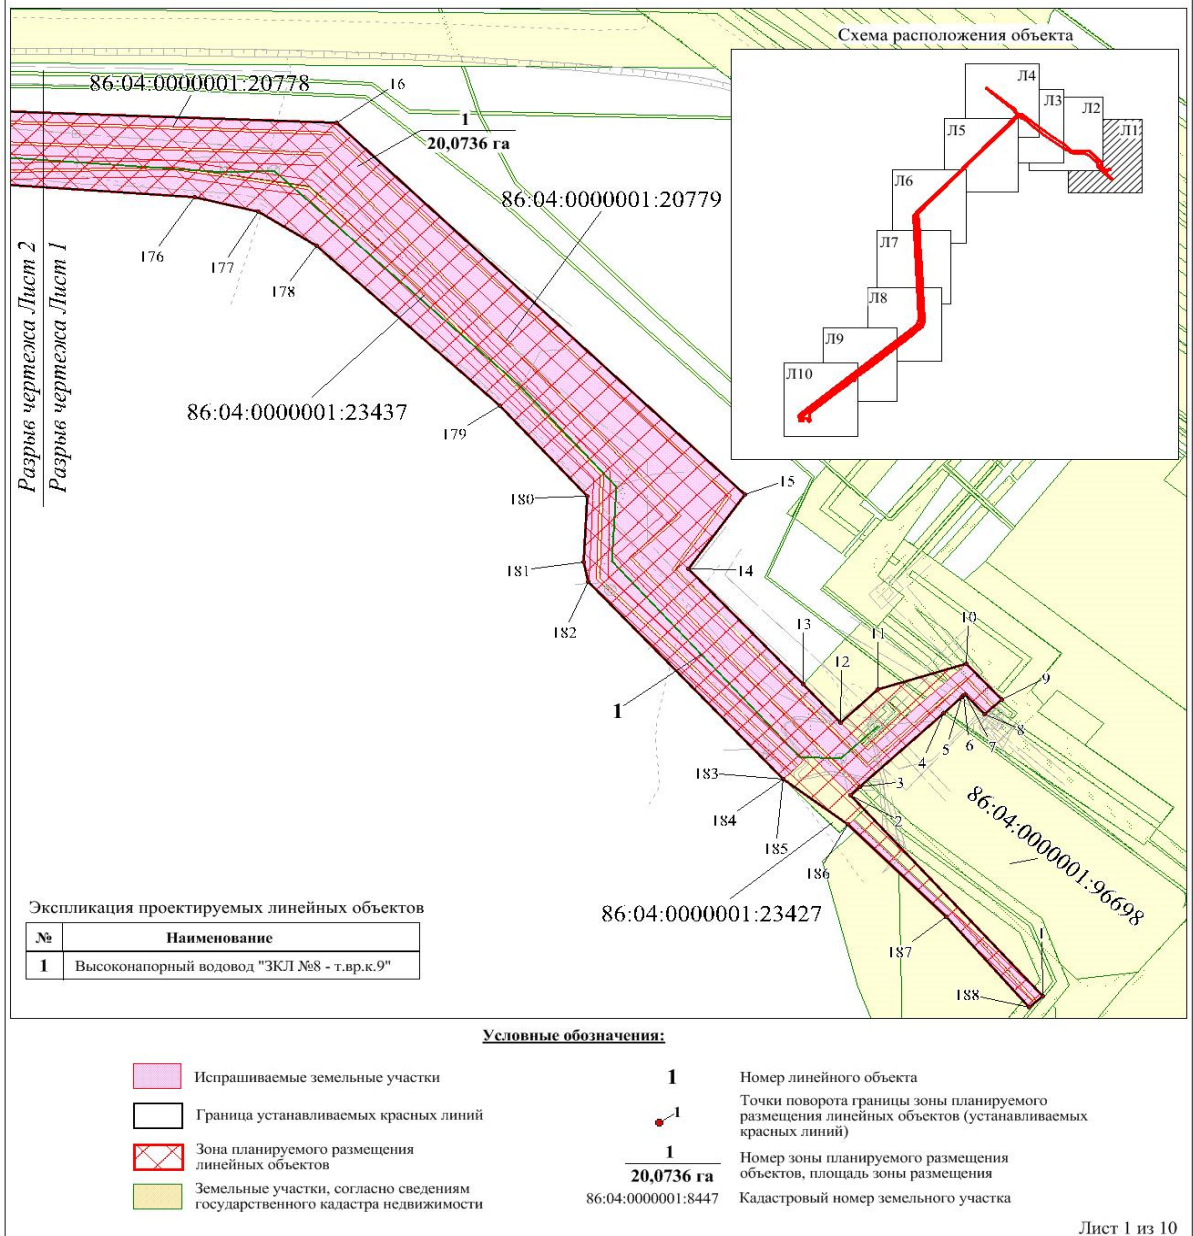 Схема расположения объекта
Л4
Л3
Л2
Л1
Л5
Л6
Л7
Л8
Л9
Л10
86:04:0000001:20778
16
1
20,0736 га
86:04:0000001:20779
Разрыв чертежа Лист 2
Разрыв чертежа Лист 1
176
177
178
86:04:0000001:23437
179
180
15
181
14
182
13
11
10
12
9
1
8
7
6
5
4
183
3
184
2
185
186
86:04:0000001:96698
86:04:0000001:23427
187
1
188
Экспликация проектируемых линейных объектов
№ Наименование
1 Высоконапорный водовод "ЗКЛ №8 - т.вр.к.9"
Условные обозначения:
Испрашиваемые земельные участки
Граница устанавливаемых красных линий
Зона планируемого размещения
линейных объектов
Земельные участки, согласно сведениям
государственного кадастра недвижимости
1 Номер линейного объекта
1
Точки поворота границы зоны планируемого
размещения линейных объектов (устанавливаемых
красных линий)
1
20,0736 га
Номер зоны планируемого размещения
объектов, площадь зоны размещения
86:04:0000001:8447 Кадастровый номер земельного участка
Лист 1 из 10